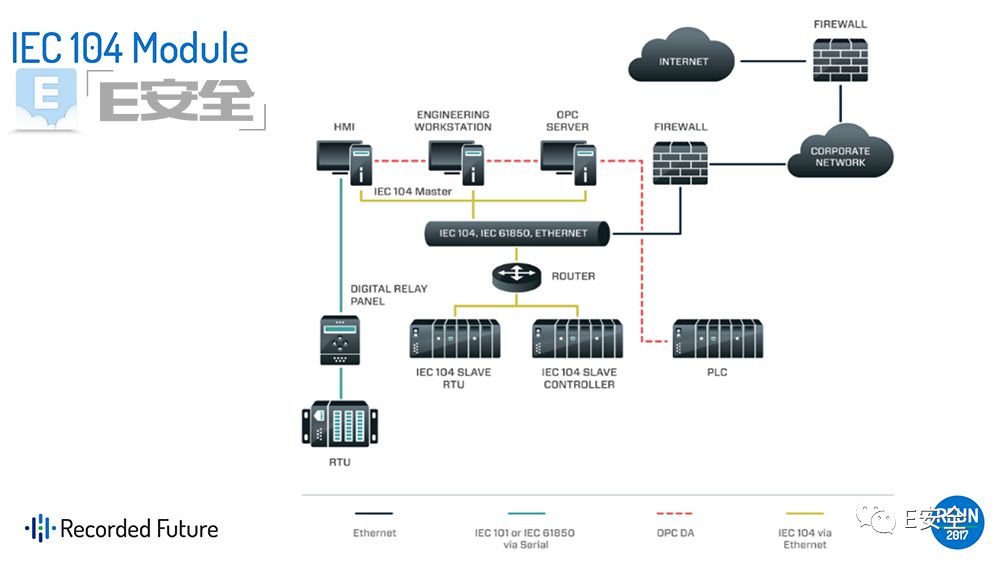 IEC 104 Module
E
E安全
FIREWALL
INTERNET
ENGINEERING
WORKSTATION
OPC
SERVER
HMI
FIREWALL
CORPORATE
NETWORK
IEC 104 Master
IEC 104, IEC 61850, ETHERNET
ROUTER
DIGITAL RELAY
PANEL
IEC 104 SLAVE
RTU
IEC 104 SLAVE
CONTROLLER
PLC
RTU
Recorded Future
Ethernet
IEC 101 or IEC 61850
via Serial
OPC DA
IEC 104 via
Ethernet
E安全
2017